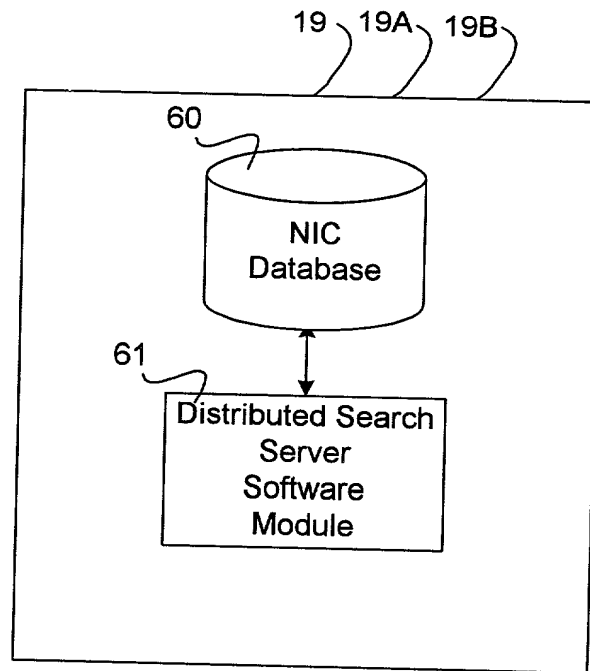 19 19A 19B
60
NIC
Database
61
Distributed Search
Server
Software
Module